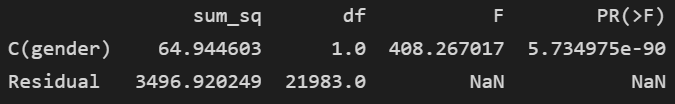 sum_sq df F PR(>F)
C(gender) 64.944603 1.0 408.267017 5.734975e-90
Residual 3496.920249 21983.0 NaN NaN